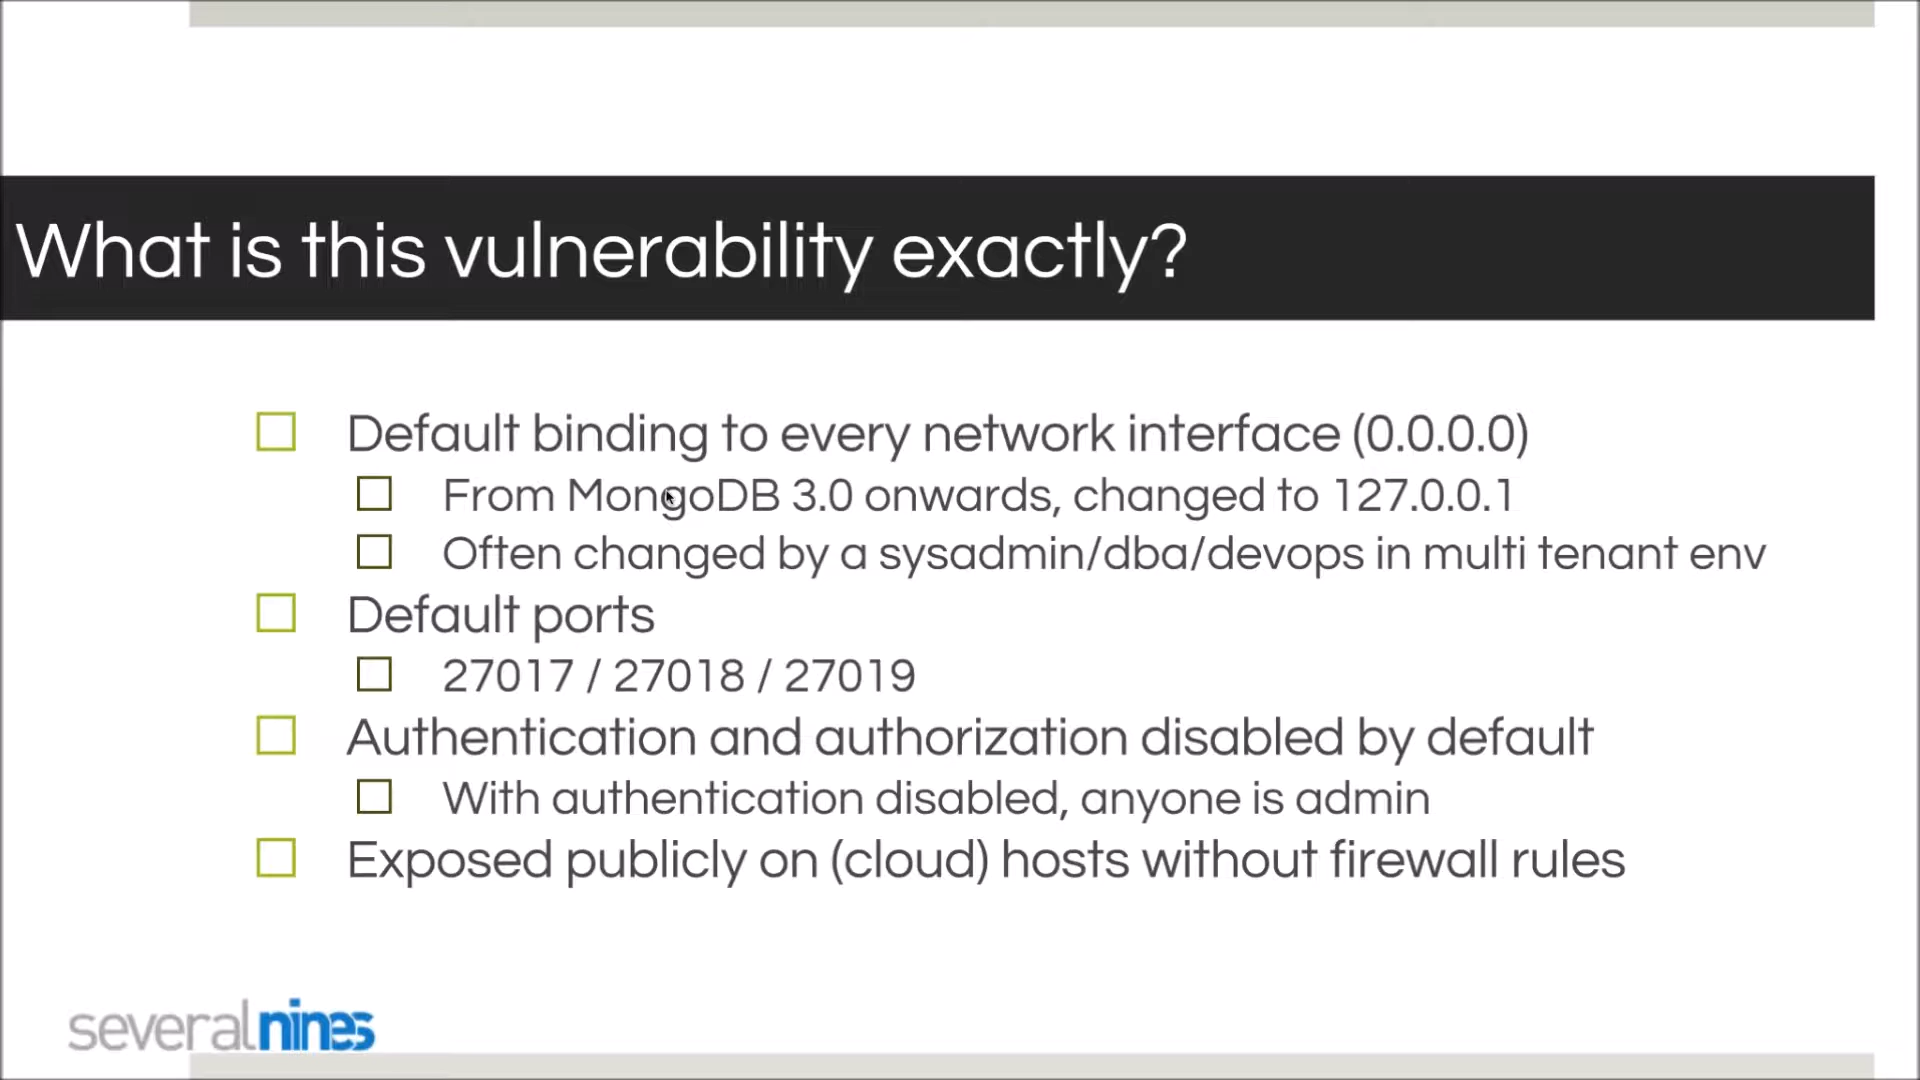 What is this vulnerability exactly?
Default binding to every network interface (0.0.0.0)
From MongoDB 3.0 onwards, changed to 127.0.0.1
Often changed by a sysadmin/dba/devops in multi tenant env
Default ports
27017 / 27018 / 27019
Authentication and authorization disabled by default
With authentication disabled, anyone is admin
Exposed publicly on (cloud) hosts without firewall rules
severalnines